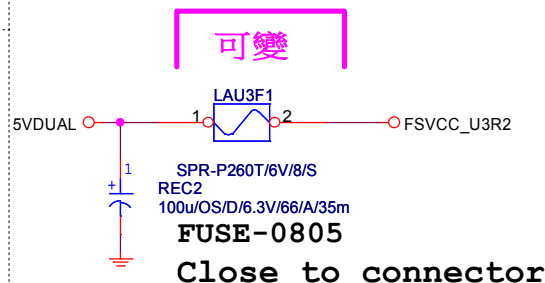 可變
LAU3F1
5VDUAL 1 2 FSVCC_U3R2
1 SPR-P260T/6V/8/S
+ REC2
100u/OS/D/6.3V/66/A/35m
FUSE-0805
Close to connector